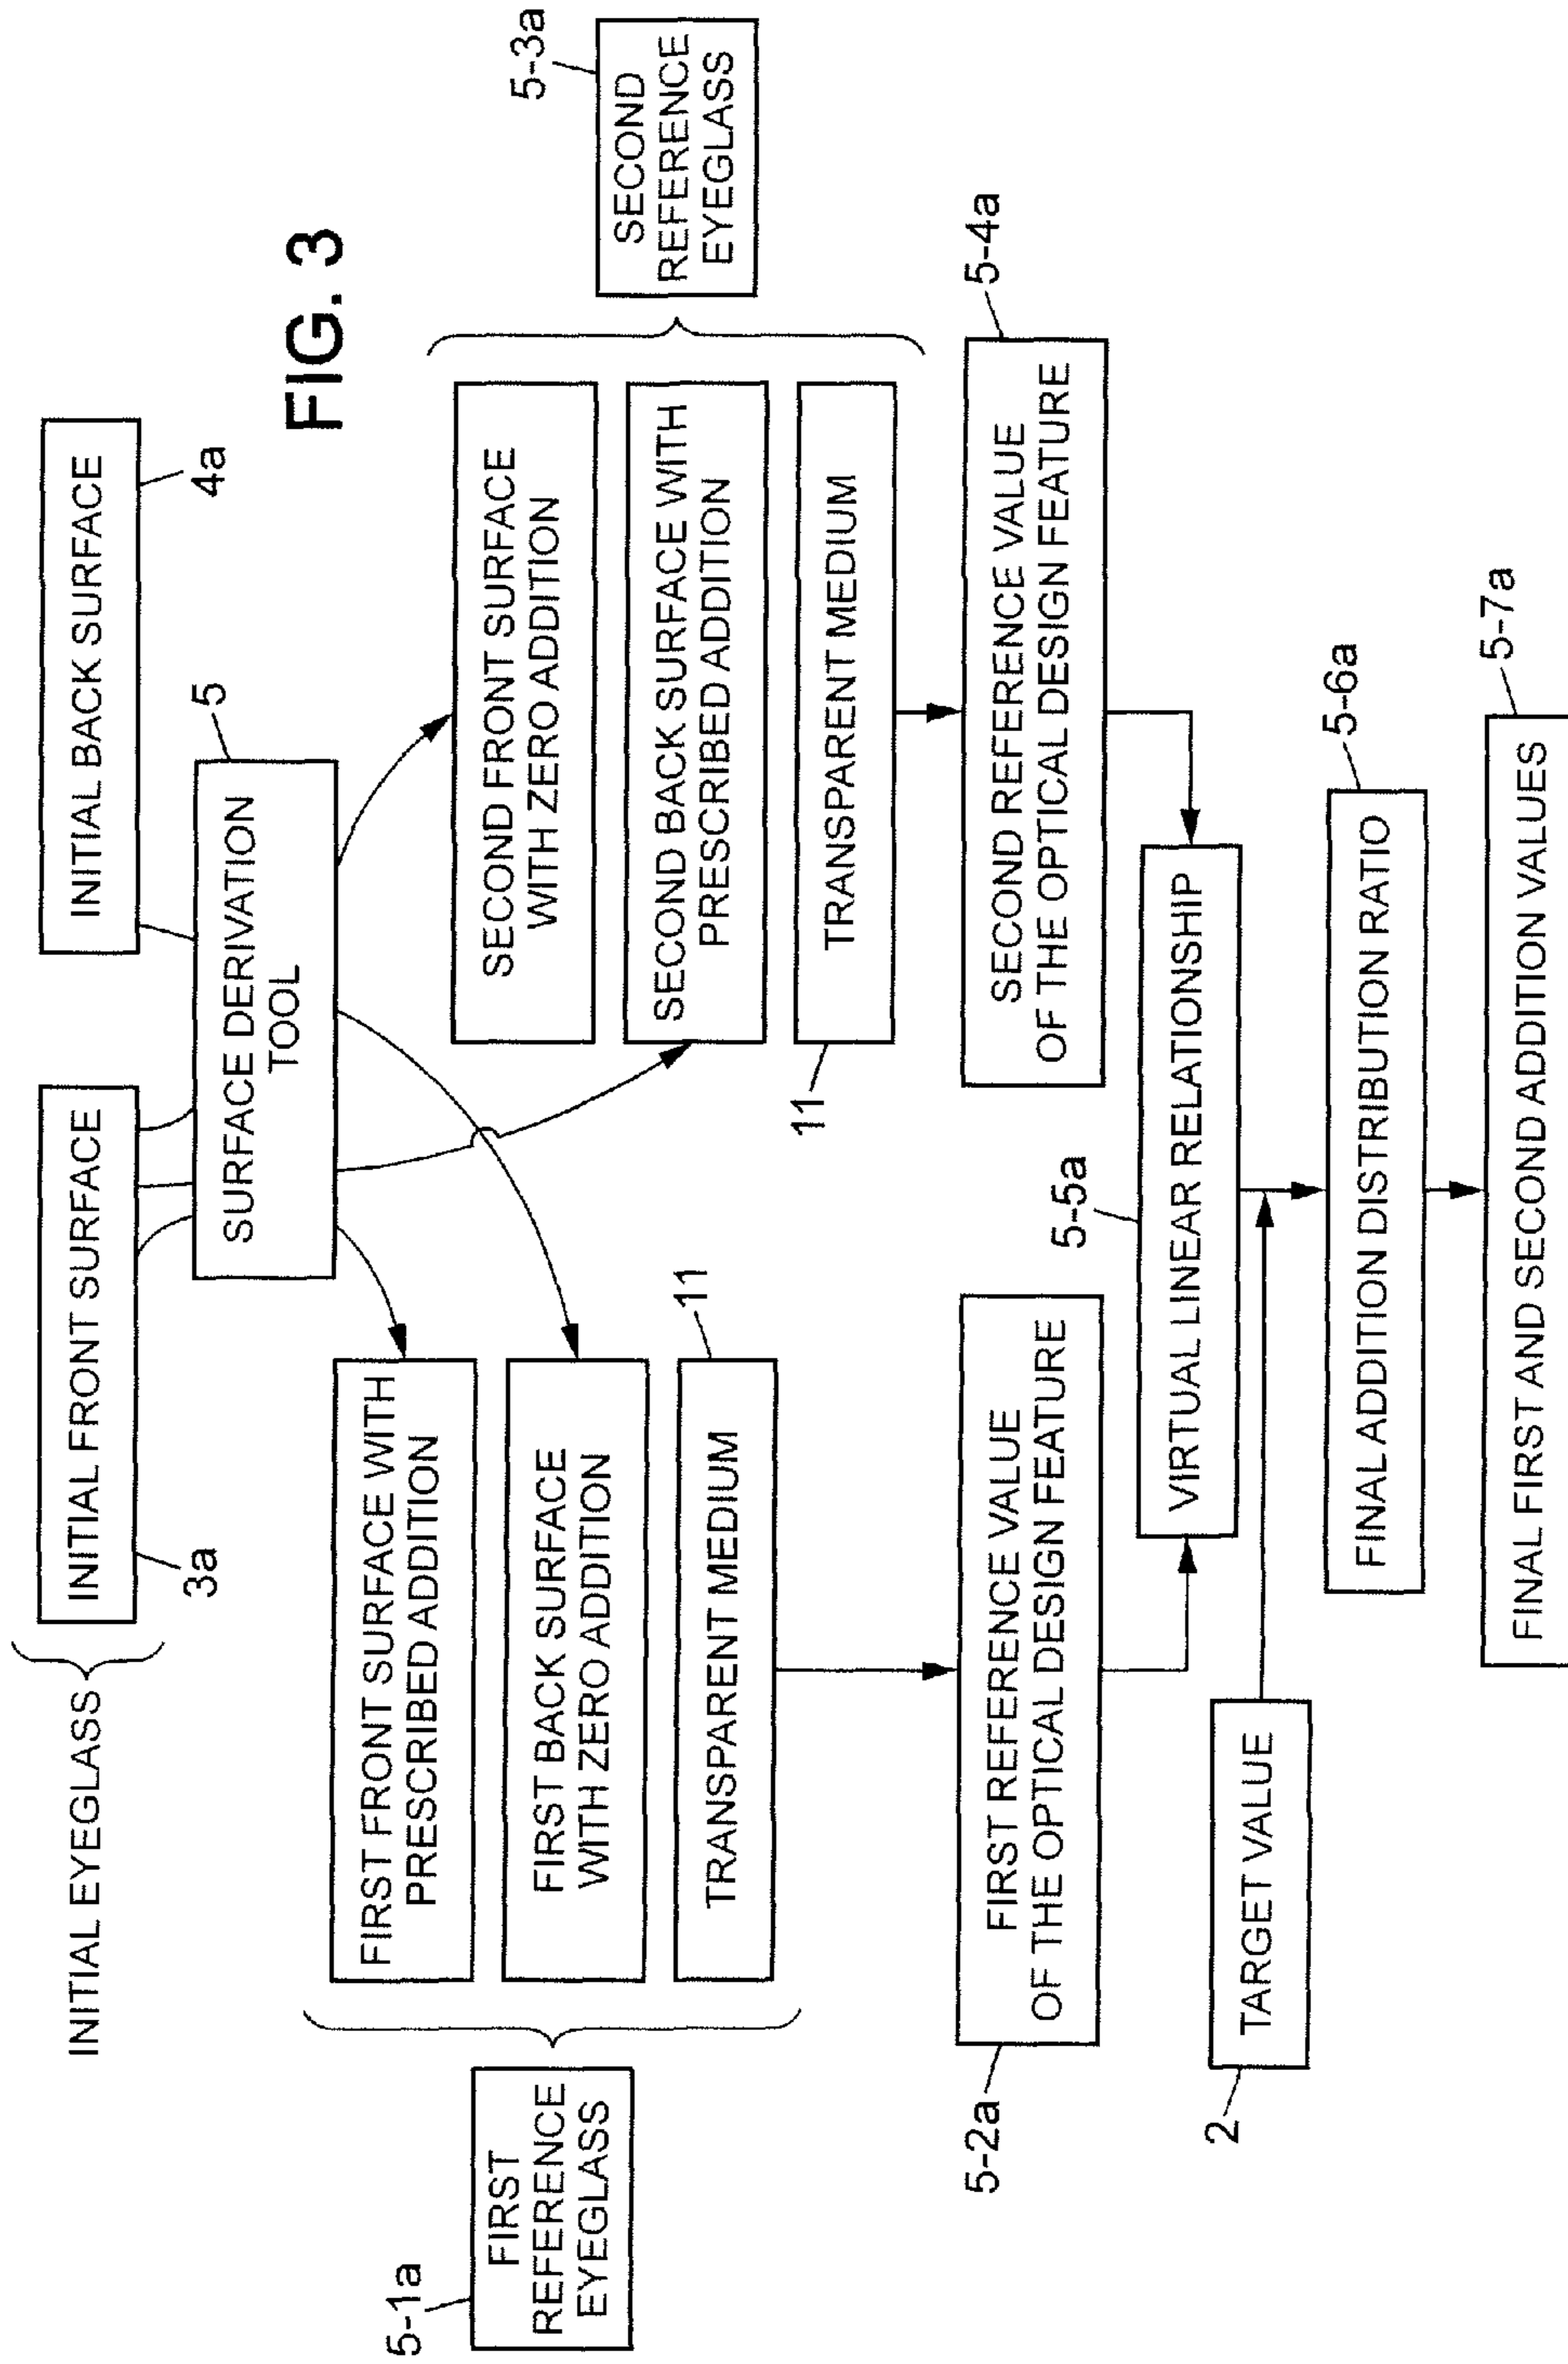 FIG. 3
INITIAL EYEGLASS
INITIAL FRONT SURFACE
3a
INITIAL BACK SURFACE
4a
SURFACE DERIVATION
TOOL
5
5-1a
FIRST
REFERENCE
EYEGLASS
FIRST FRONT SURFACE WITH
PRESCRIBED ADDITION
FIRST BACK SURFACE
WITH ZERO ADDITION
TRANSPARENT MEDIUM
11
SECOND FRONT SURFACE
WITH ZERO ADDITION
SECOND BACK SURFACE WITH
PRESCRIBED ADDITION
TRANSPARENT MEDIUM
11
5-3a
SECOND
REFERENCE
EYEGLASS
5-2a
FIRST REFERENCE VALUE
OF THE OPTICAL DESIGN FEATURE
5-4a
SECOND REFERENCE VALUE
OF THE OPTICAL DESIGN FEATURE
5-5a
VIRTUAL LINEAR RELATIONSHIP
2
TARGET VALUE
5-6a
FINAL ADDITION DISTRIBUTION RATIO
5-7a
FINAL FIRST AND SECOND ADDITION VALUES